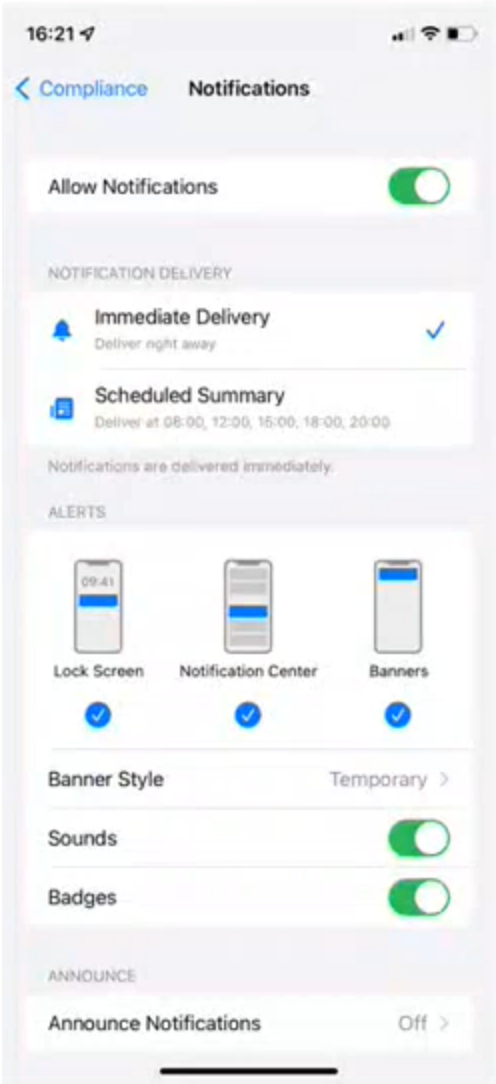 16:21
Compliance Notifications
Allow Notifications
NOTIFICATION DELIVERY
Immediate Delivery
Deliver right away
Scheduled Summary
Deliver at 08:00, 12:00, 15:00, 18:00, 20:00
Notifications are delivered immediately.
ALERTS
09:41
Lock Screen Notification Center Banners
Banner Style Temporary
Sounds
Badges
ANNOUNCE
Announce Notifications Off